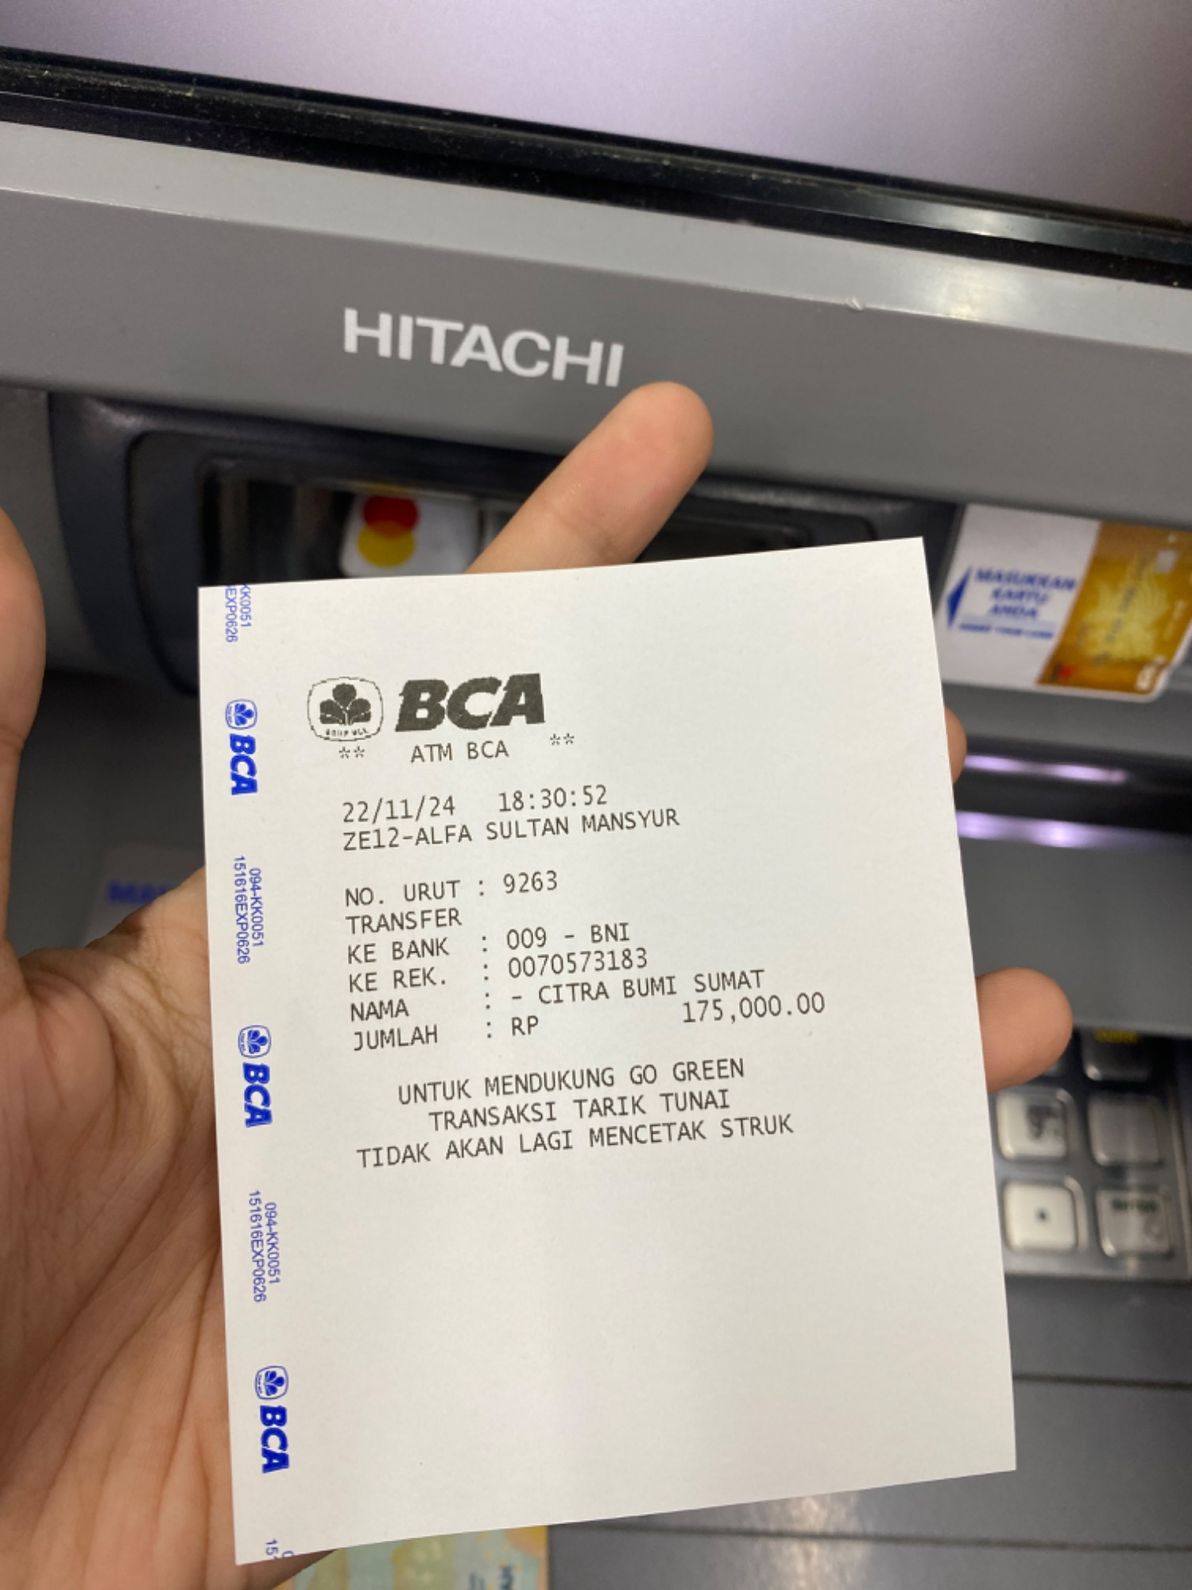 HITACHI
MASUKKAN
KARTU
ANDA
KK0051
EXP0626
BCA
094-KK0051
151616EXP0626
BCA
094-KK0051
151616EXP0626
BCA
BCA
** ATM BCA **
22/11/24 18:30:52
ZE12-ALFA SULTAN MANSYUR
NO. URUT : 9263
TRANSFER
KE BANK : 009 - BNI
KE REK. : 0070573183
NAMA : - CITRA BUMI SUMAT
JUMLAH : RP 175,000.00
UNTUK MENDUKUNG GO GREEN
TRANSAKSI TARIK TUNAI
TIDAK AKAN LAGI MENCETAK STRUK